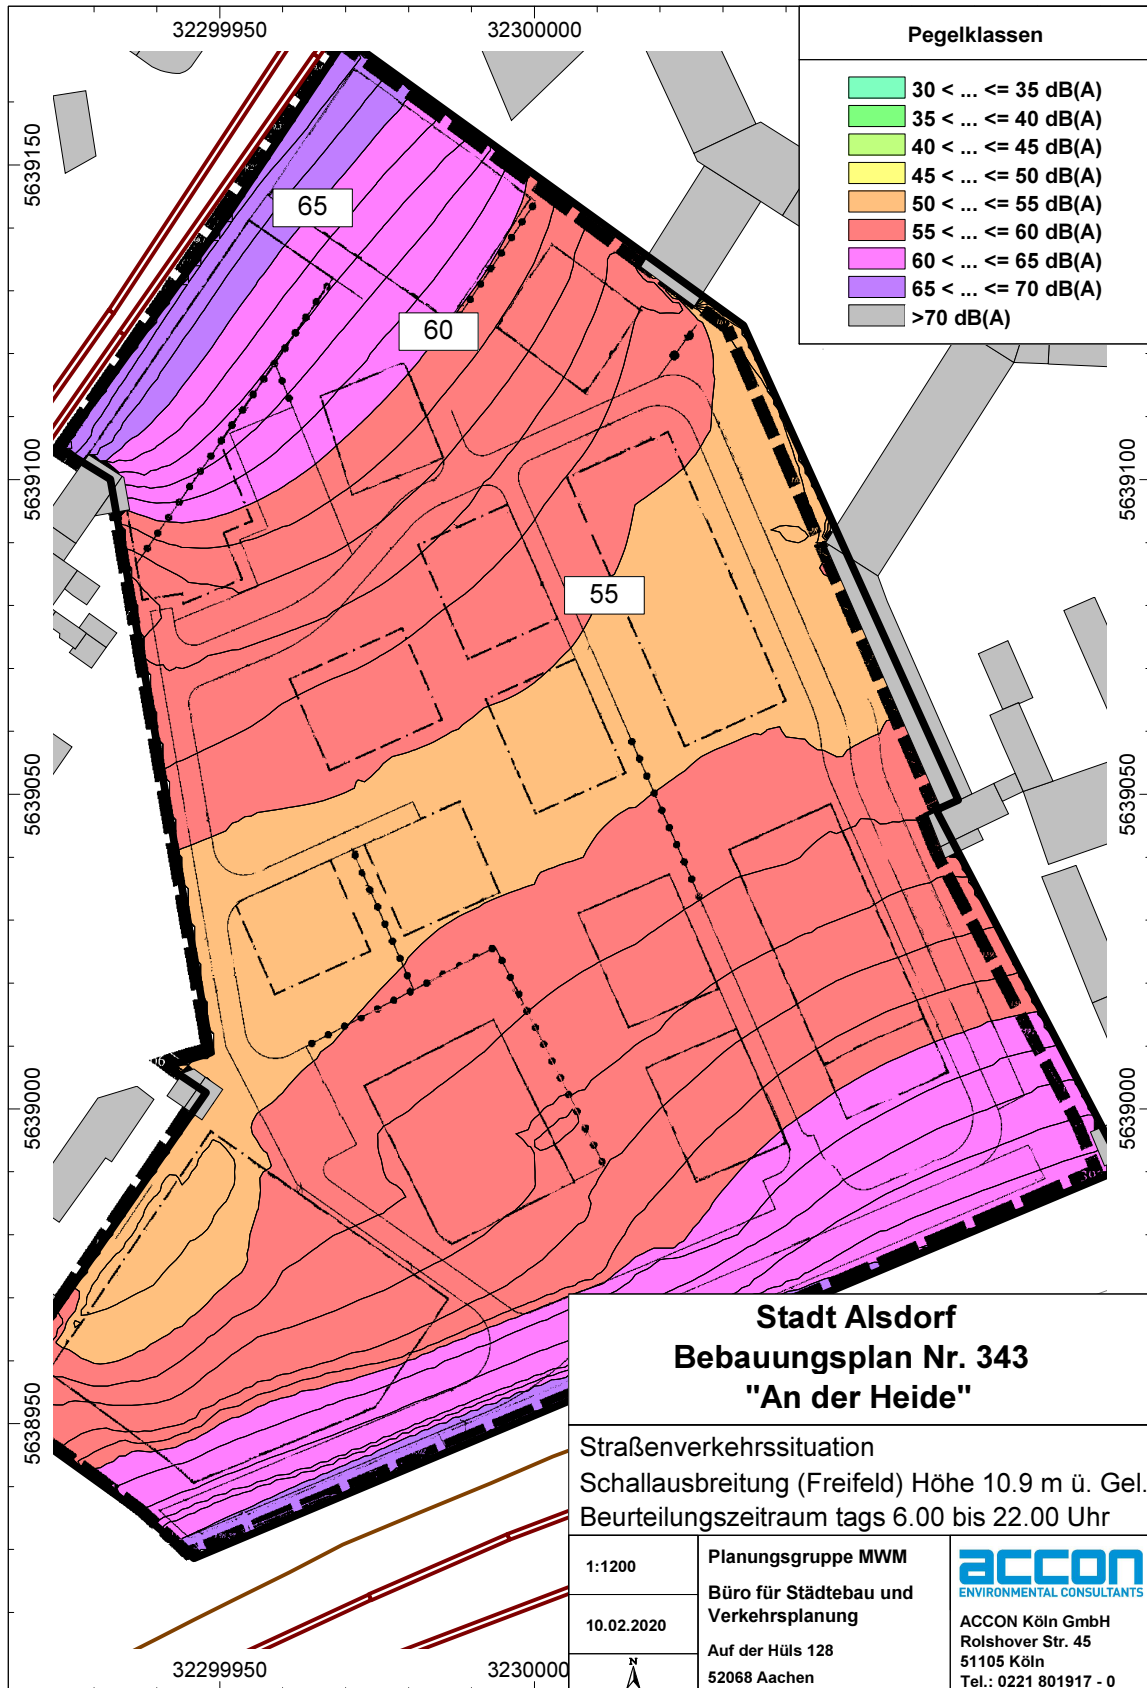 32299950
32300000
Pegelklassen
30 < ... <= 35 dB(A)
35 < ... <= 40 dB(A)
40 < ... <= 45 dB(A)
45 < ... <= 50 dB(A)
50 < ... <= 55 dB(A)
55 < ... <= 60 dB(A)
60 < ... <= 65 dB(A)
65 < ... <= 70 dB(A)
>70 dB(A)
5639150
65
60
5639100
5639100
55
5639050
5639050
5639000
5639000
5638950
Stadt Alsdorf
Bebauungsplan Nr. 343
"An der Heide"
Straßenverkehrssituation
Schallausbreitung (Freifeld) Höhe 10.9 m ü. Gel.
Beurteilungszeitraum tags 6.00 bis 22.00 Uhr
1:1200
10.02.2020
N
Planungsgruppe MWM
Büro für Städtebau und
Verkehrsplanung
Auf der Hüls 128
52068 Aachen
accon
ENVIRONMENTAL CONSULTANTS
ACCON Köln GmbH
Rolshover Str. 45
51105 Köln
Tel.: 0221 801917 - 0
32299950
3230000